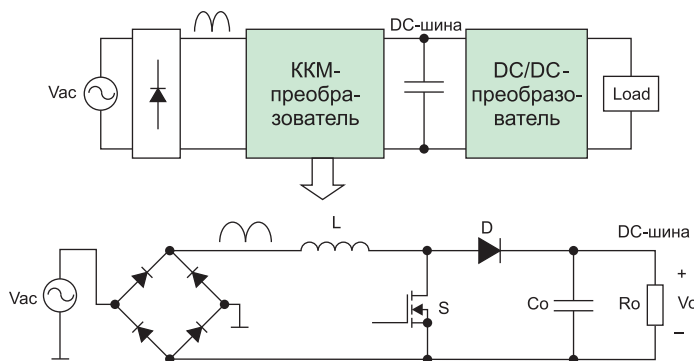 DC-шина
Vac
ККМ-
преобра-
зователь
DC/DC-
преобразо-
ватель
Load
L
D
DC-шина
Vac
S
Co
Ro
+
Vo
–